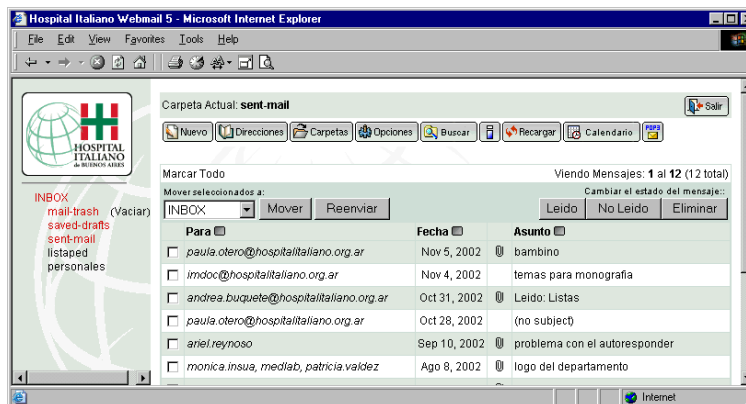 Hospital Italiano Webmail 5 - Microsoft Internet Explorer
File Edit View Favorites Tools Help
HOSPITAL
ITALIANO
de BUENOS AIRES
INBOX
mail-trash (Vaciar)
saved-drafts
sent-mail
listaped
personales
Carpeta Actual: sent-mail
Salir
Nuevo Direcciones Carpetas Opciones Buscar Recargar Calendario POP3
Marcar Todo Viendo Mensajes: 1 al 12 (12 total)
Mover seleccionados a: Cambiar el estado del mensaje::
INBOX Mover Reenviar Leido No Leido Eliminar
Para Fecha Asunto
paula.otero@hospitalitaliano.org.ar Nov 5, 2002 bambino
imdoc@hospitalitaliano.org.ar Nov 4, 2002 temas para monografia
andrea.buquete@hospitalitaliano.org.ar Oct 31, 2002 Leido: Listas
paula.otero@hospitalitaliano.org.ar Oct 28, 2002 (no subject)
ariel.reynoso Sep 10, 2002 problema con el autoresponder
monica.insua, medlab, patricia.valdez Ago 8, 2002 logo del departamento
Internet